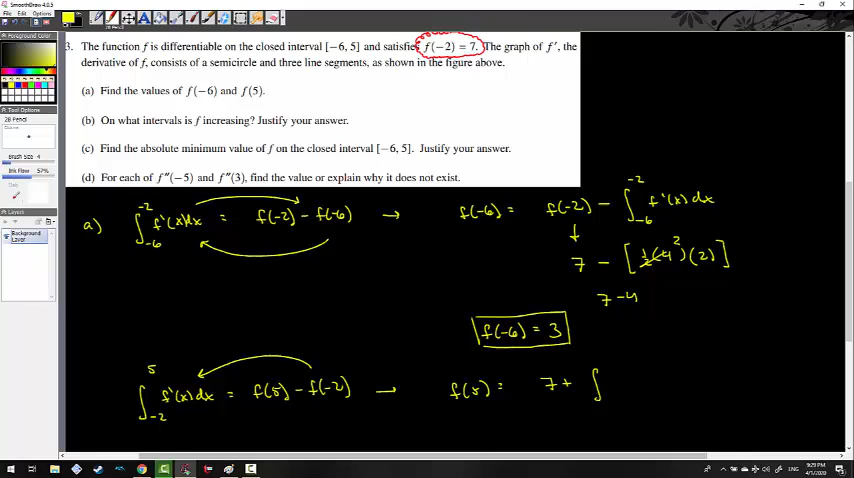 SmoothDraw 4.0.5
File Edit Options
2B Pencil
3. The function f is differentiable on the closed interval [−6, 5] and satisfies f(−2) = 7. The graph of f′, the
derivative of f, consists of a semicircle and three line segments, as shown in the figure above.
(a) Find the values of f(−6) and f(5).
(b) On what intervals is f increasing? Justify your answer.
(c) Find the absolute minimum value of f on the closed interval [−6, 5]. Justify your answer.
(d) For each of f″(−5) and f″(3), find the value or explain why it does not exist.
Color
Tool Options
2B Pencil
Brush Size 4
Ink Flow 57%
Layers
Background Layer
a) ∫_{-6}^{-2} f'(x)dx = f(-2) - f(-6) → f(-6) = f(-2) - ∫_{-6}^{-2} f'(x)dx
↓
7 - [½(4)^2(2)]
7-4
f(-6) = 3
∫_{-2}^{5} f'(x)dx = f(5) - f(-2) → f(5) = 7+ ∫
ENG
9:29 PM
4/1/2020